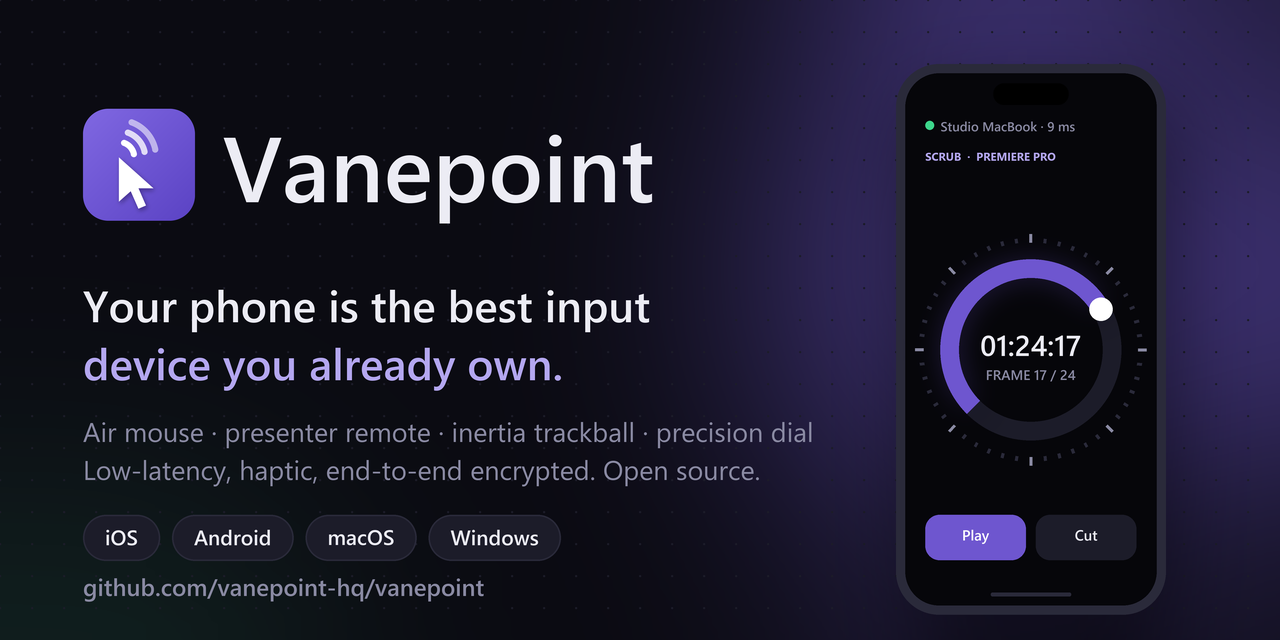 Vanepoint
Your phone is the best input
device you already own.
Air mouse · presenter remote · inertia trackball · precision dial
Low-latency, haptic, end-to-end encrypted. Open source.
iOS Android macOS Windows
github.com/vanepoint-hq/vanepoint
Studio MacBook · 9 ms
SCRUB · PREMIERE PRO
01:24:17
FRAME 17 / 24
Play Cut